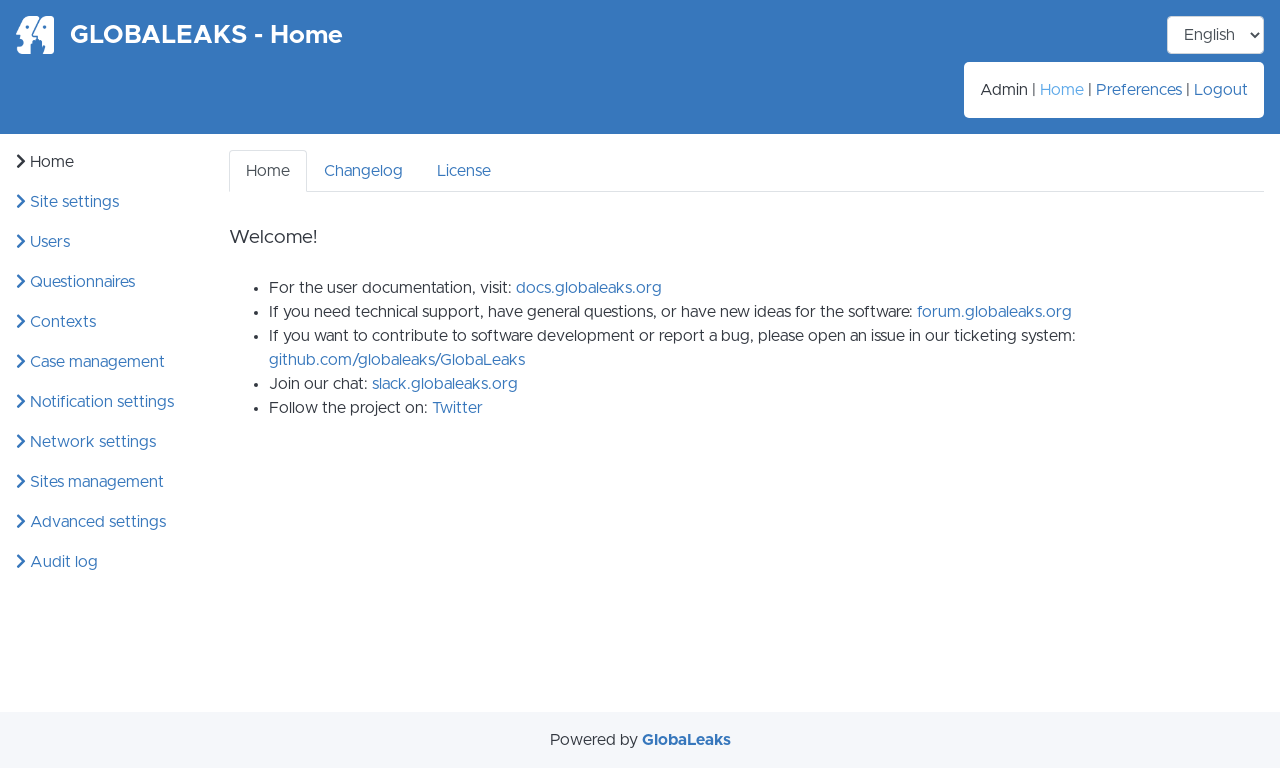 GLOBALEAKS - Home
English
Admin | Home | Preferences | Logout
Home
Site settings
Users
Questionnaires
Contexts
Case management
Notification settings
Network settings
Sites management
Advanced settings
Audit log
Home Changelog License
Welcome!
For the user documentation, visit: docs.globaleaks.org
If you need technical support, have general questions, or have new ideas for the software: forum.globaleaks.org
If you want to contribute to software development or report a bug, please open an issue in our ticketing system:
github.com/globaleaks/GlobaLeaks
Join our chat: slack.globaleaks.org
Follow the project on: Twitter
Powered by GlobaLeaks